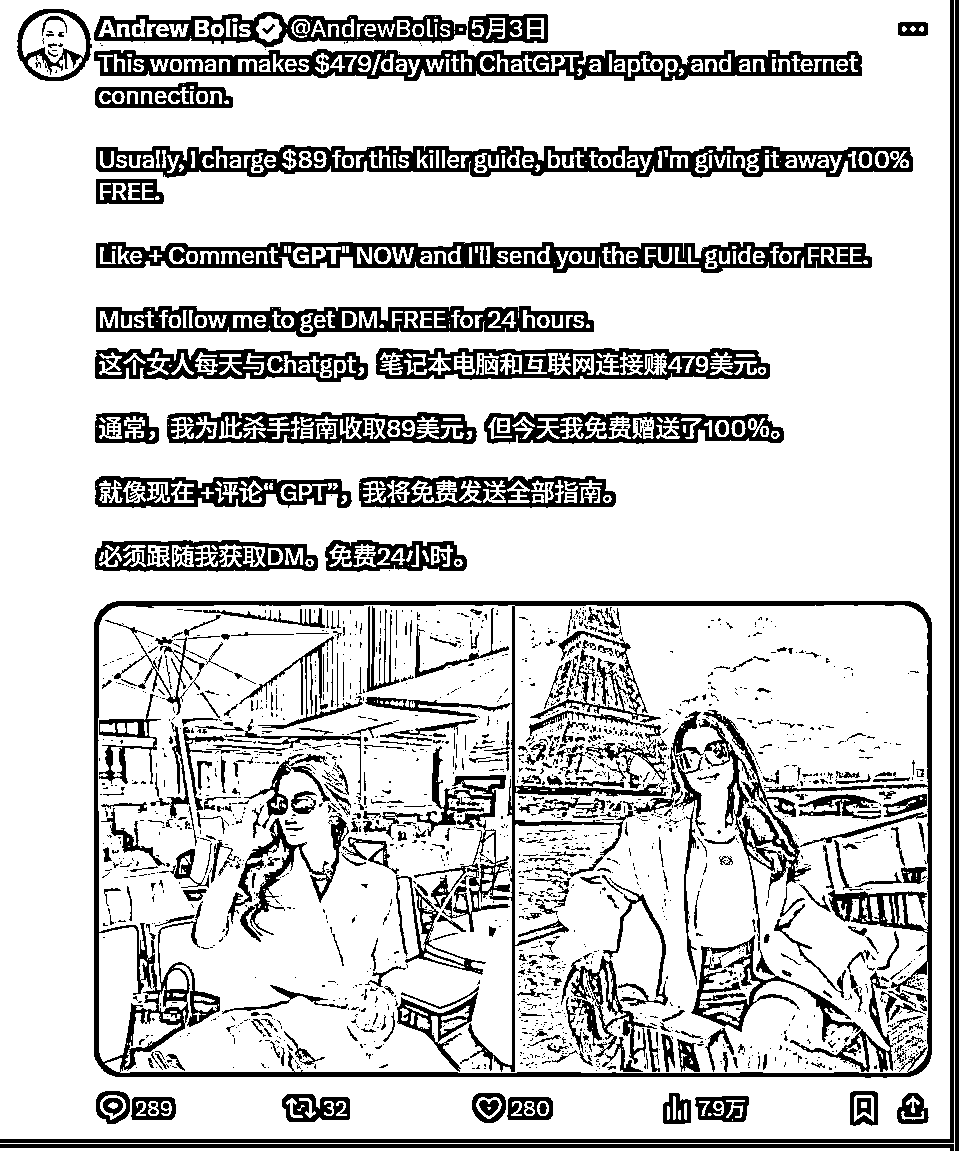 Andrew Bolis @AndrewBolis · 5月3日
This woman makes $479/day with ChatGPT, a laptop, and an internet
connection.
Usually, I charge $89 for this killer guide, but today I'm giving it away 100%
FREE.
Like + Comment "GPT" NOW and I'll send you the FULL guide for FREE.
Must follow me to get DM. FREE for 24 hours.
这个女人每天与Chatgpt，笔记本电脑和互联网连接赚479美元。
通常，我为此杀手指南收取89美元，但今天我免费赠送了100％。
就像现在 +评论“ GPT”，我将免费发送全部指南。
必须跟随我获取DM。免费24小时。
289 32 280 7.9万